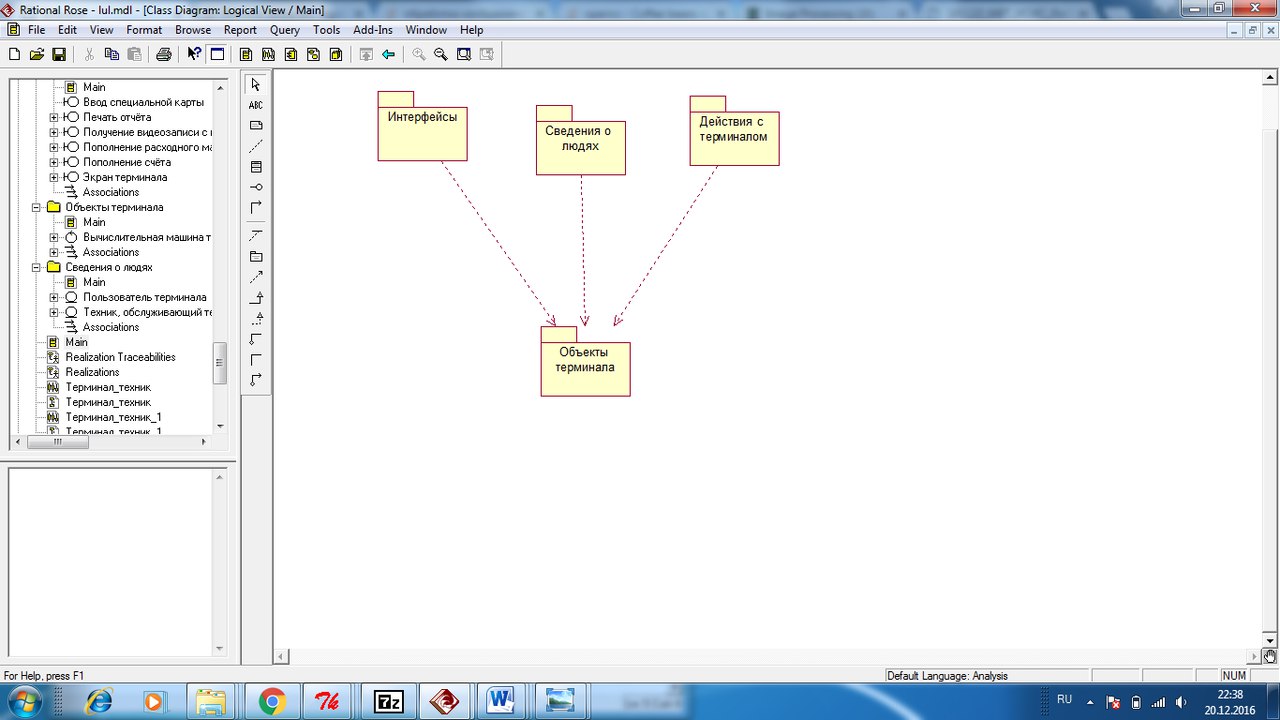 Rational Rose - lul.mdl - [Class Diagram: Logical View / Main]
File Edit View Format Browse Report Query Tools Add-Ins Window Help
ABC
Main
Ввод специальной карты
Печать отчёта
Получение видеозаписи с
Пополнение расходного ма
Пополнение счёта
Экран терминала
Associations
Объекты терминала
Main
Вычислительная машина т
Associations
Сведения о людях
Main
Пользователь терминала
Техник, обслуживающий те
Associations
Main
Realization Traceabilities
Realizations
Терминал_техник
Терминал_техник
Терминал_техник_1
Терминал_техник_1
Интерфейсы
Сведения о
людях
Действия с
терминалом
Объекты
терминала
For Help, press F1
Default Language: Analysis
NUM
7z
W
RU
22:38
20.12.2016